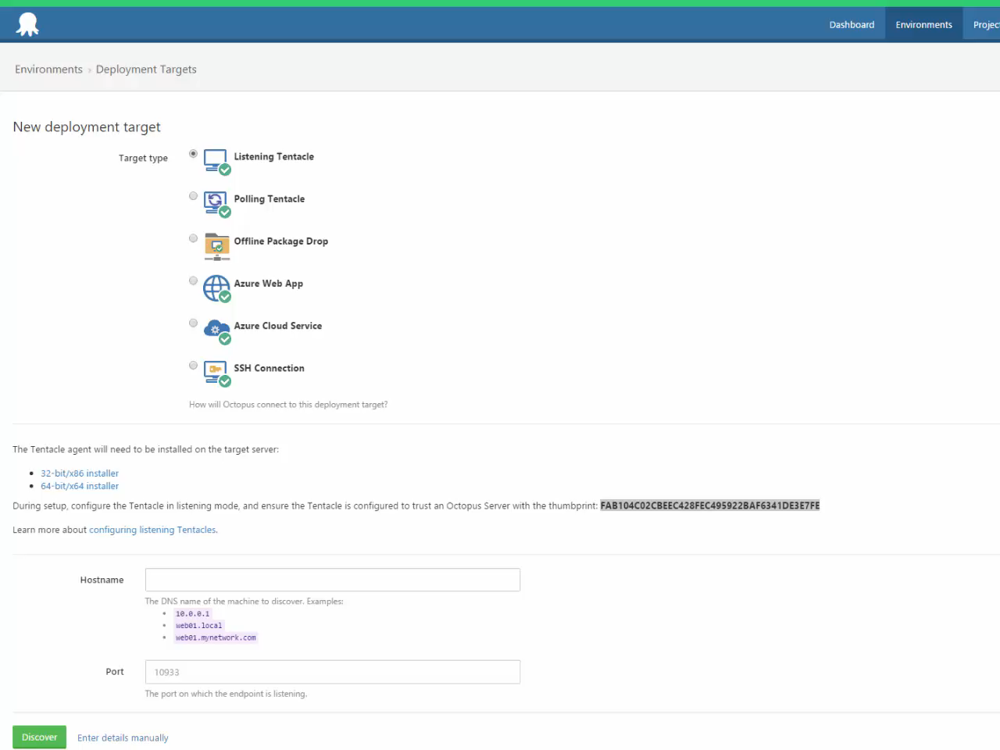 Dashboard Environments
Environments › Deployment Targets
New deployment target
Target type
Listening Tentacle
Polling Tentacle
Offline Package Drop
Azure Web App
Azure Cloud Service
SSH Connection
How will Octopus connect to this deployment target?
The Tentacle agent will need to be installed on the target server:
32-bit/x86 installer
64-bit/x64 installer
During setup, configure the Tentacle in listening mode, and ensure the Tentacle is configured to trust an Octopus Server with the thumbprint: FAB104C02CBEEC428FEC495922BAF6341DE3E7FE
Learn more about configuring listening Tentacles.
Hostname
The DNS name of the machine to discover. Examples:
10.0.0.1
web01.local
web01.mynetwork.com
Port 10933
The port on which the endpoint is listening.
Discover Enter details manually